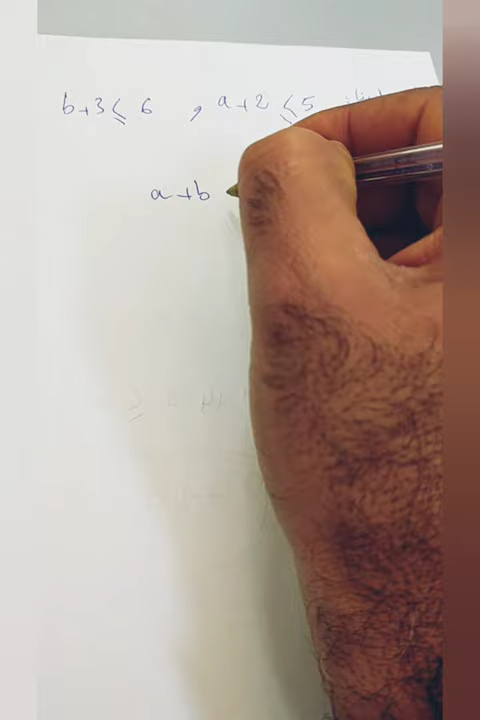 b+3 ≤ 6 , a+2 ≤ 5
a+b